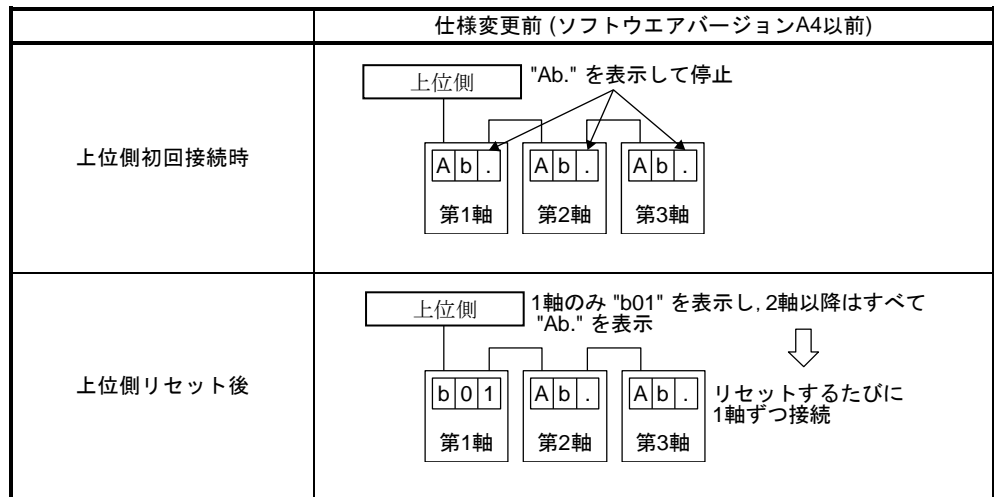 仕様変更前 (ソフトウエアバージョンA4以前)
上位側初回接続時
上位側
"Ab." を表示して停止
A b .
A b .
A b .
第1軸
第2軸
第3軸
上位側リセット後
上位側
1軸のみ "b01" を表示し, 2軸以降はすべて
"Ab." を表示
b 0 1
A b .
A b .
リセットするたびに
1軸ずつ接続
第1軸
第2軸
第3軸